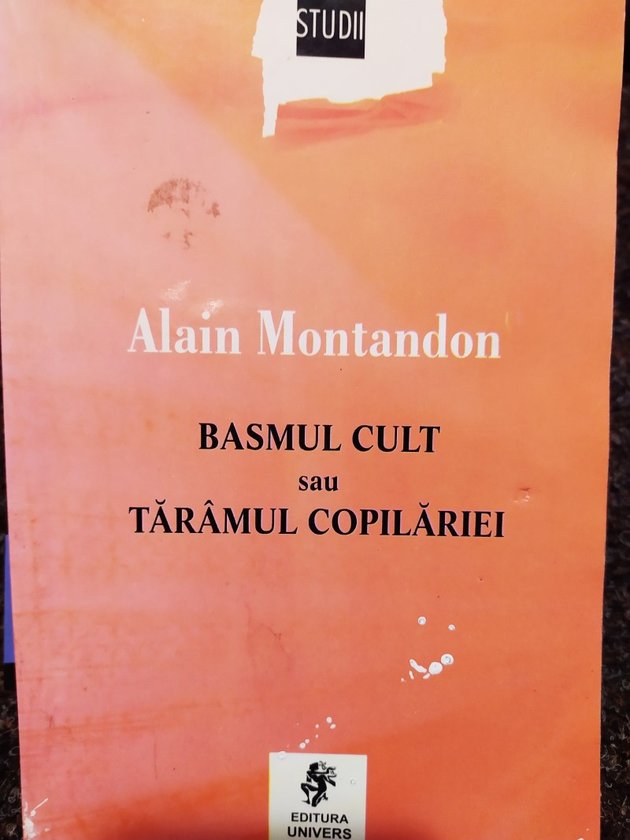 STUDII
Alain Montandon
BASMUL CULT
sau
TĂRÂMUL COPILĂRIEI
EDITURA
UNIVERS